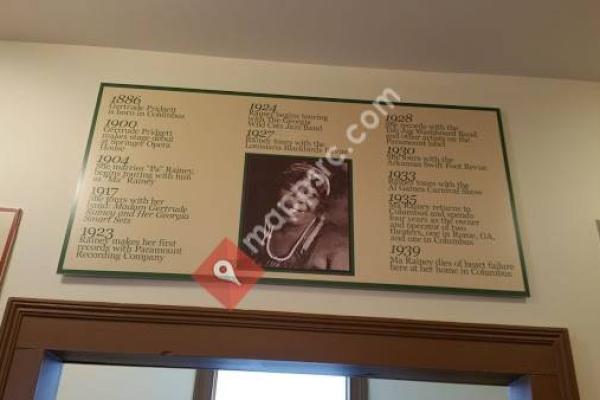 1886
Gertrude Pridgett
is born in Columbus
1900
Gertrude Pridgett
makes stage debut
at Springer Opera
House
1904
She marries "Pa" Rainey,
begins touring with him
as "Ma" Rainey
1917
She tours with her
band: Madam Gertrude
Rainey and Her Georgia
Smart Sets
1923
Rainey makes her first
records with Paramount
Recording Company
1924
Rainey begins touring
with The Georgia
Wild Cats Jazz Band
1927
Rainey tours with the
Louisiana Blackbirds Revue
1928
She records with the
Tub Jug Washboard Band
and other artists on the
Paramount label
1930
She tours with the
Arkansas Swift Foot Revue
1933
Rainey tours with the
Al Gaines Carnival Show
1935
Ma Rainey returns to
Columbus and spends
four years as the owner
and operator of two
theaters, one in Rome, GA,
and one in Columbus
1939
Ma Rainey dies of heart failure
here at her home in Columbus
mappsrc.com